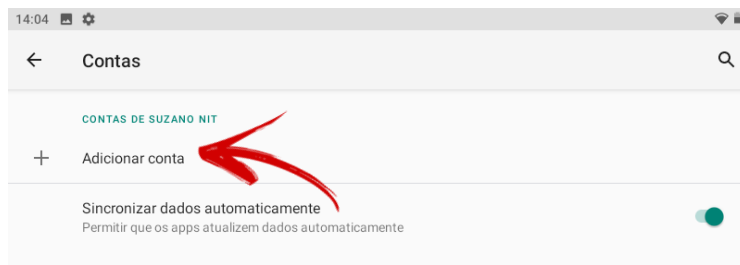 14:04
Contas
CONTAS DE SUZANO NIT
Adicionar conta
Sincronizar dados automaticamente
Permitir que os apps atualizem dados automaticamente